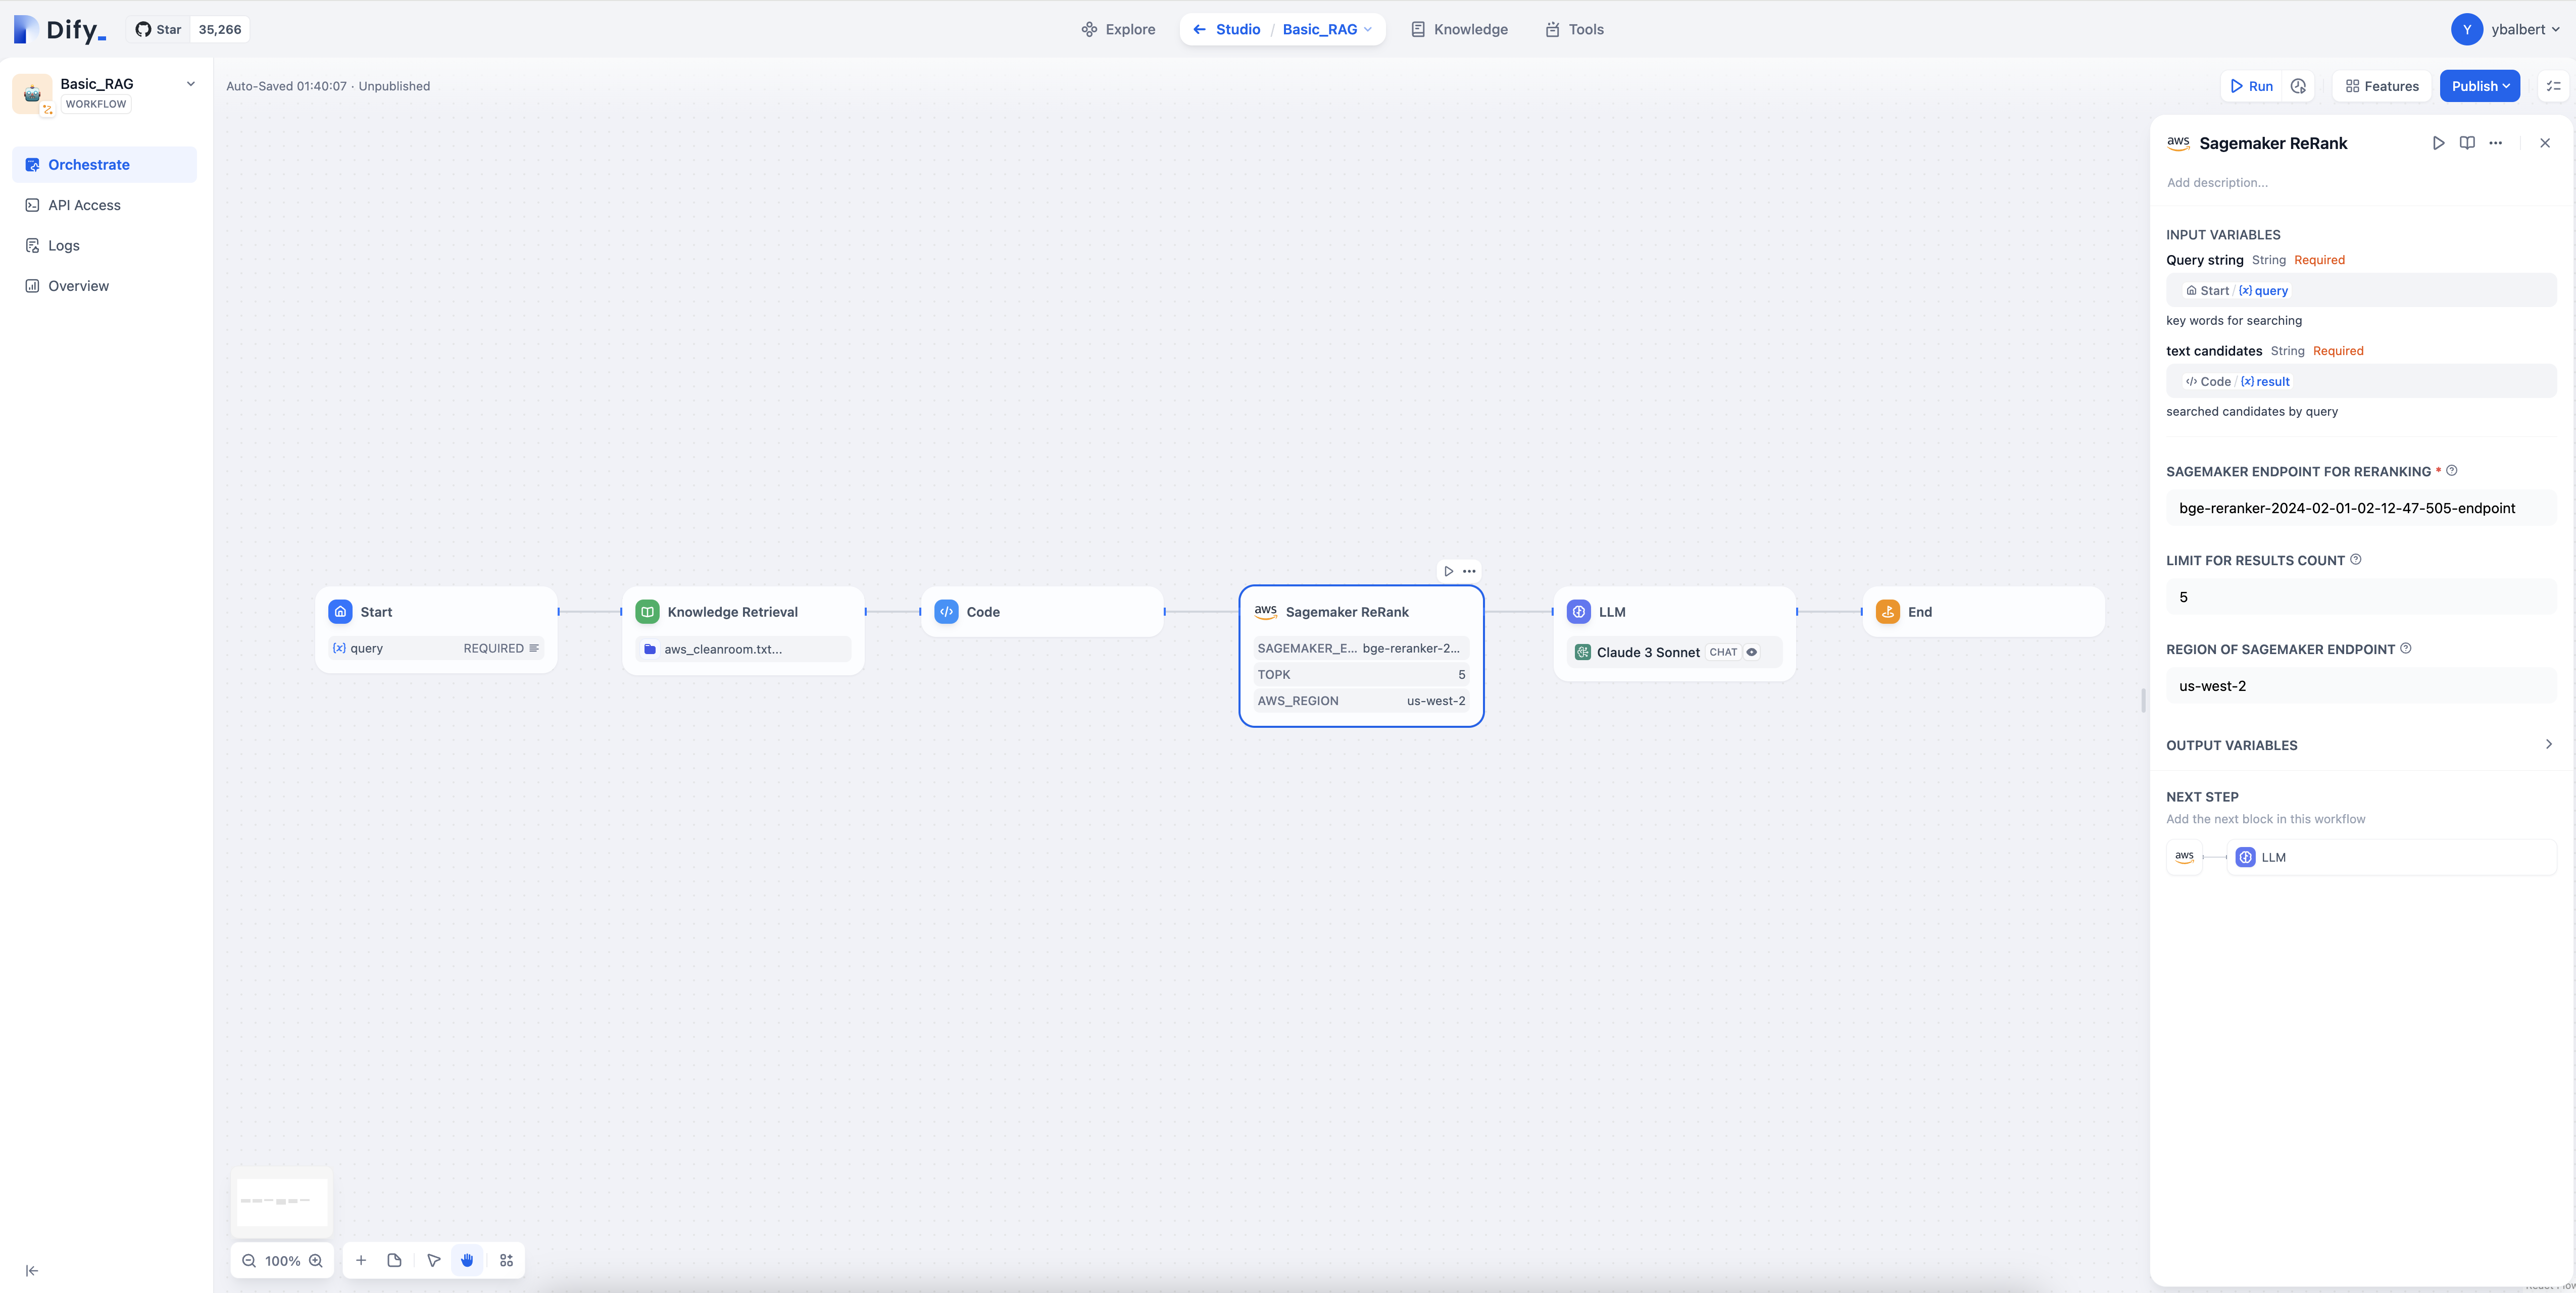 Dify_
Star 35,266
Explore
Studio / Basic_RAG
Knowledge
Tools
Y ybalbert
Basic_RAG
WORKFLOW
Orchestrate
API Access
Logs
Overview
Auto-Saved 01:40:07 · Unpublished
Run
Features
Publish
Start
{x} query REQUIRED
Knowledge Retrieval
aws_cleanroom.txt...
Code
aws Sagemaker ReRank
SAGEMAKER_E... bge-reranker-2...
TOPK 5
AWS_REGION us-west-2
LLM
Claude 3 Sonnet CHAT
End
100%
aws Sagemaker ReRank
Add description...
INPUT VARIABLES
Query string String Required
Start / {x} query
key words for searching
text candidates String Required
Code / {x} result
searched candidates by query
SAGEMAKER ENDPOINT FOR RERANKING *
bge-reranker-2024-02-01-02-12-47-505-endpoint
LIMIT FOR RESULTS COUNT
5
REGION OF SAGEMAKER ENDPOINT
us-west-2
OUTPUT VARIABLES
NEXT STEP
Add the next block in this workflow
aws LLM